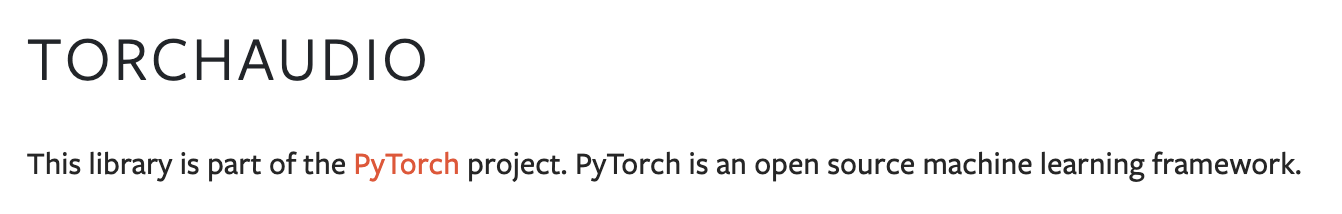 TORCHAUDIO
This library is part of the PyTorch project. PyTorch is an open source machine learning framework.